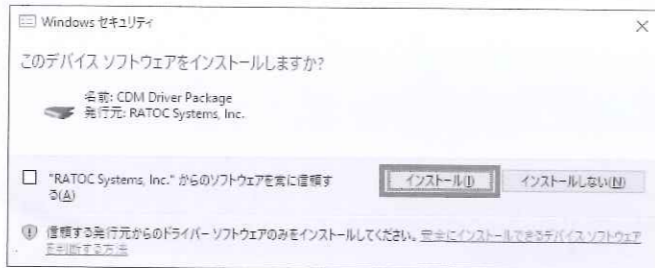 Windows セキュリティ
このデバイス ソフトウェアをインストールしますか?
名前: CDM Driver Package
発行元: RATOC Systems, Inc.
"RATOC Systems, Inc." からのソフトウェアを常に信頼す
る(A)
インストール(I)
インストールしない(N)
信頼する発行元からのドライバー ソフトウェアのみをインストールしてください。安全にインストールできるデバイス ソフトウェア
を判断する方法